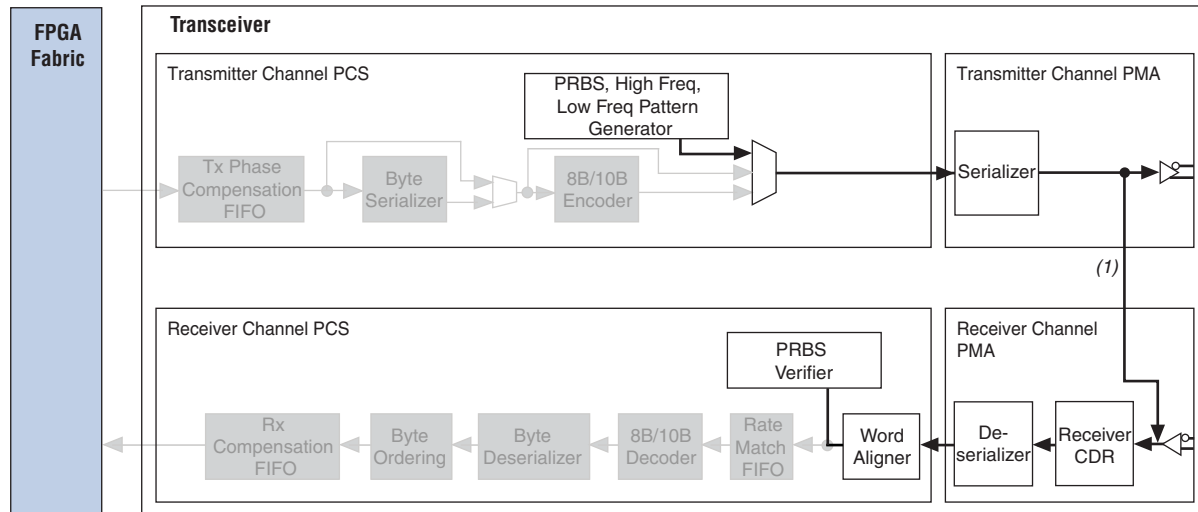 FPGA
Fabric
Transceiver
Transmitter Channel PCS
PRBS, High Freq,
Low Freq Pattern
Generator
Tx Phase
Compensation
FIFO
Byte
Serializer
8B/10B
Encoder
Transmitter Channel PMA
Serializer
(1)
Receiver Channel PCS
PRBS
Verifier
Rx
Compensation
FIFO
Byte
Ordering
Byte
Deserializer
8B/10B
Decoder
Rate
Match
FIFO
Word
Aligner
Receiver Channel
PMA
De-
serializer
Receiver
CDR